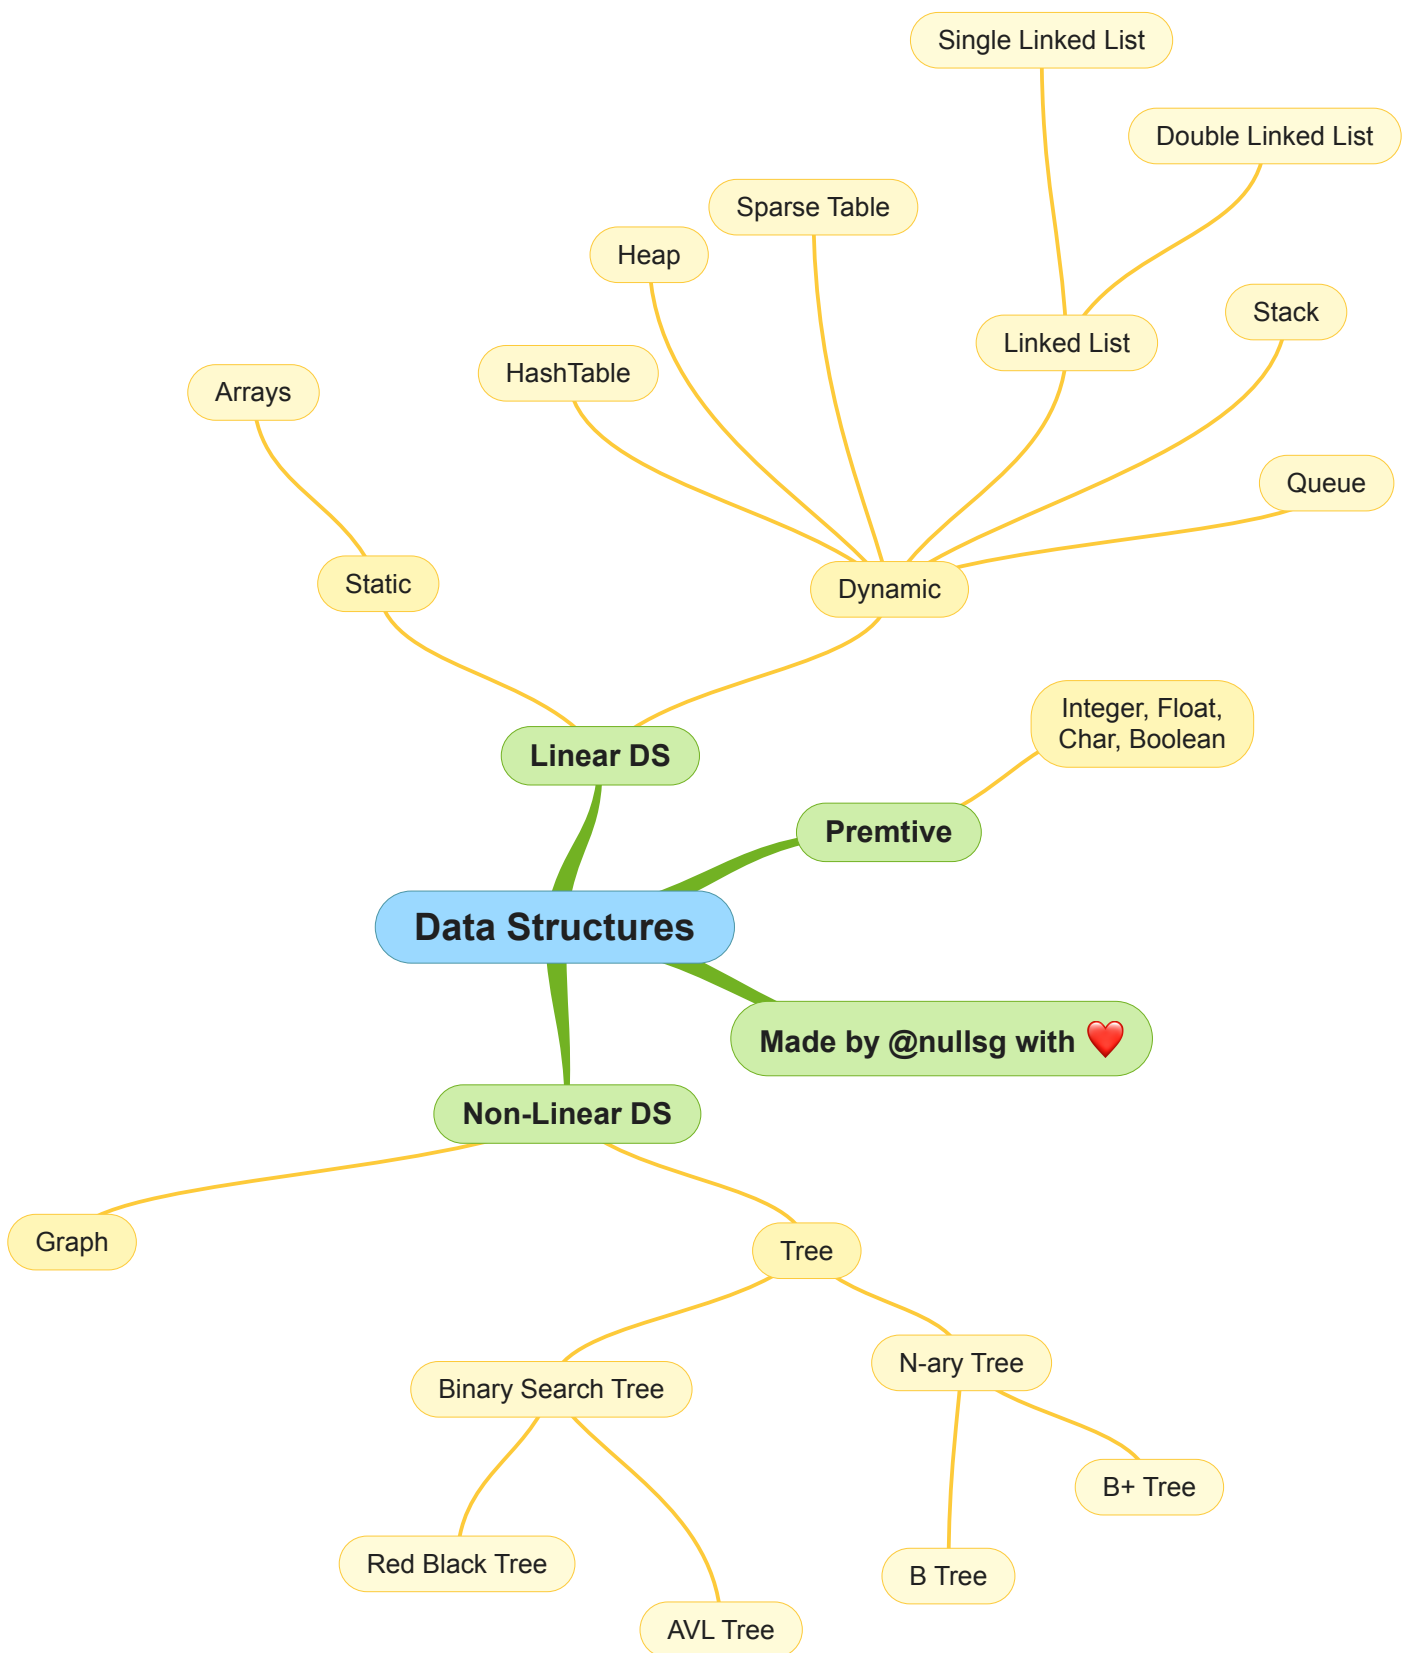 Single Linked List
Double Linked List
Sparse Table
Heap
Stack
Linked List
HashTable
Arrays
Queue
Static
Dynamic
Integer, Float,
Char, Boolean
Linear DS
Premtive
Data Structures
Made by @nullsg with ❤️
Non-Linear DS
Graph
Tree
N-ary Tree
Binary Search Tree
B+ Tree
Red Black Tree
B Tree
AVL Tree